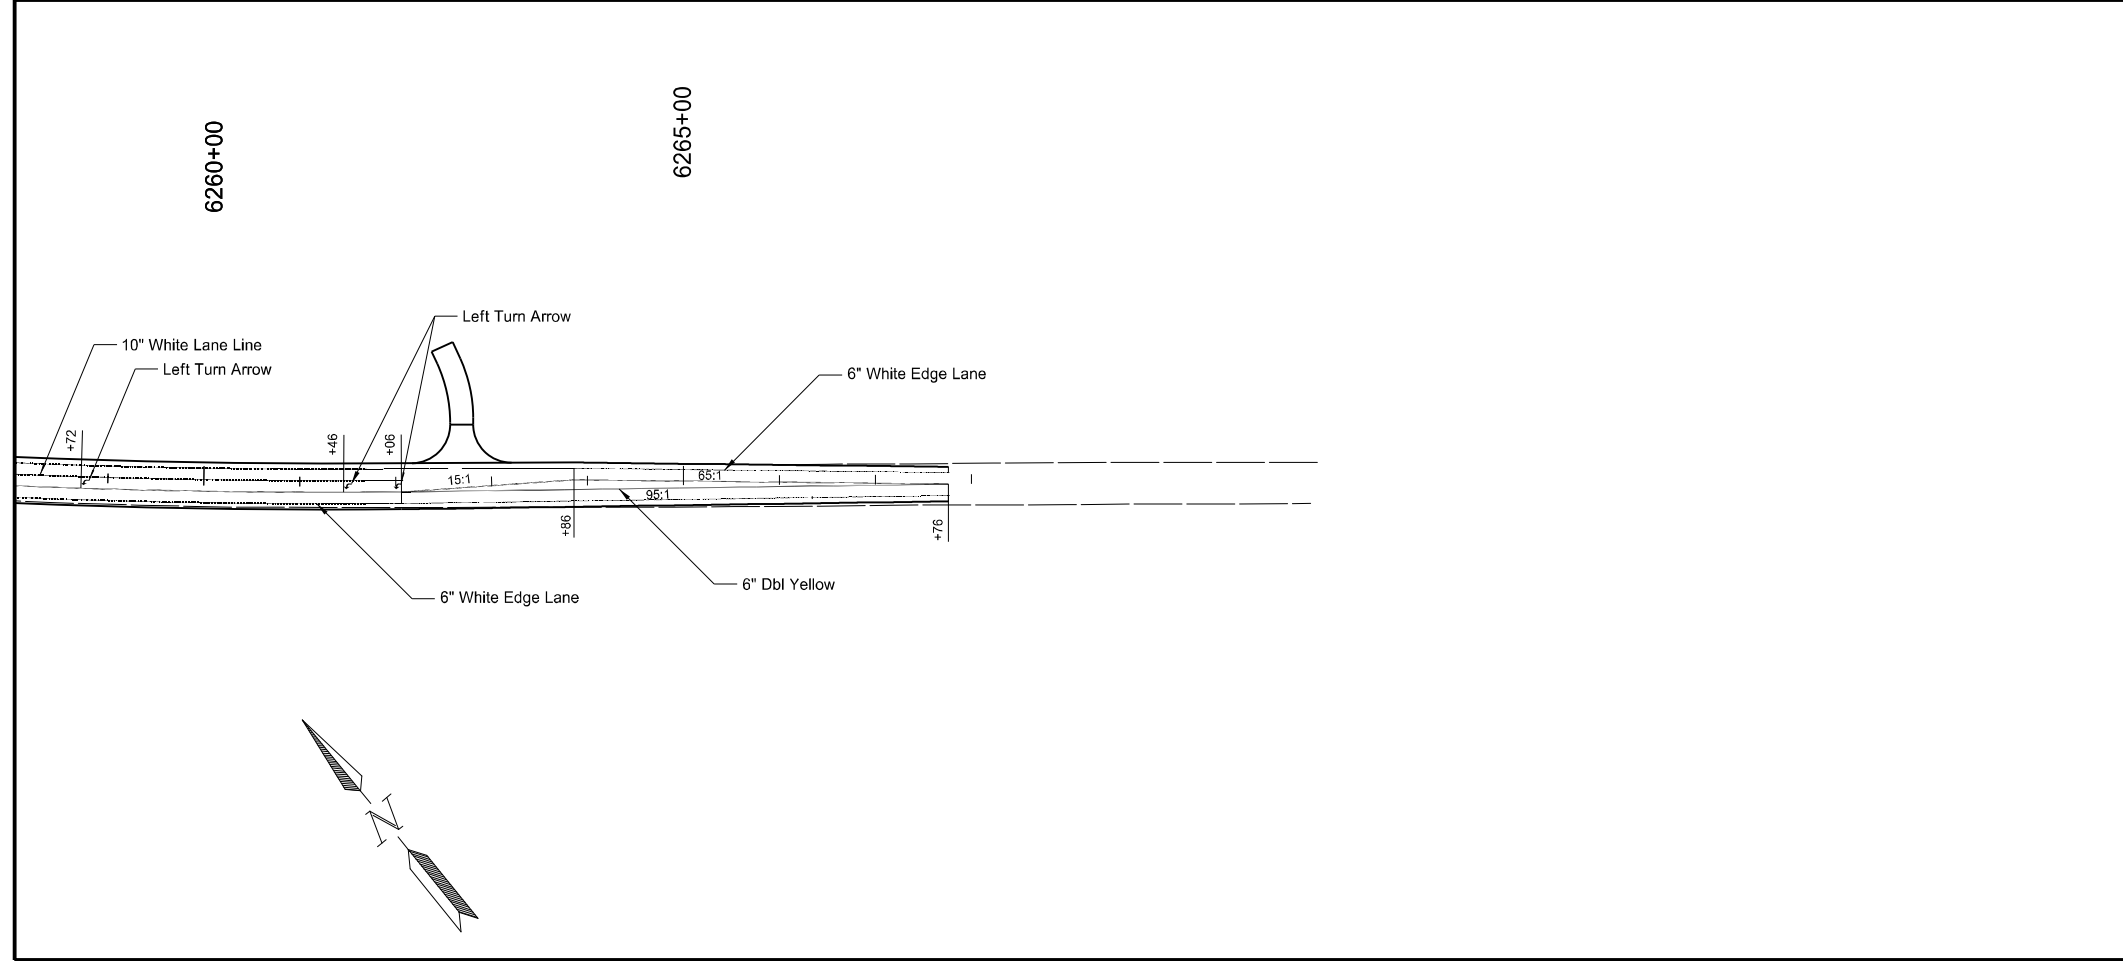 6265+00
6260+00
Left Turn Arrow
10" White Lane Line
Left Turn Arrow
6" White Edge Lane
+72
+46
+06
15:1
65:1
95:1
+86
+76
6" Dbl Yellow
6" White Edge Lane
N